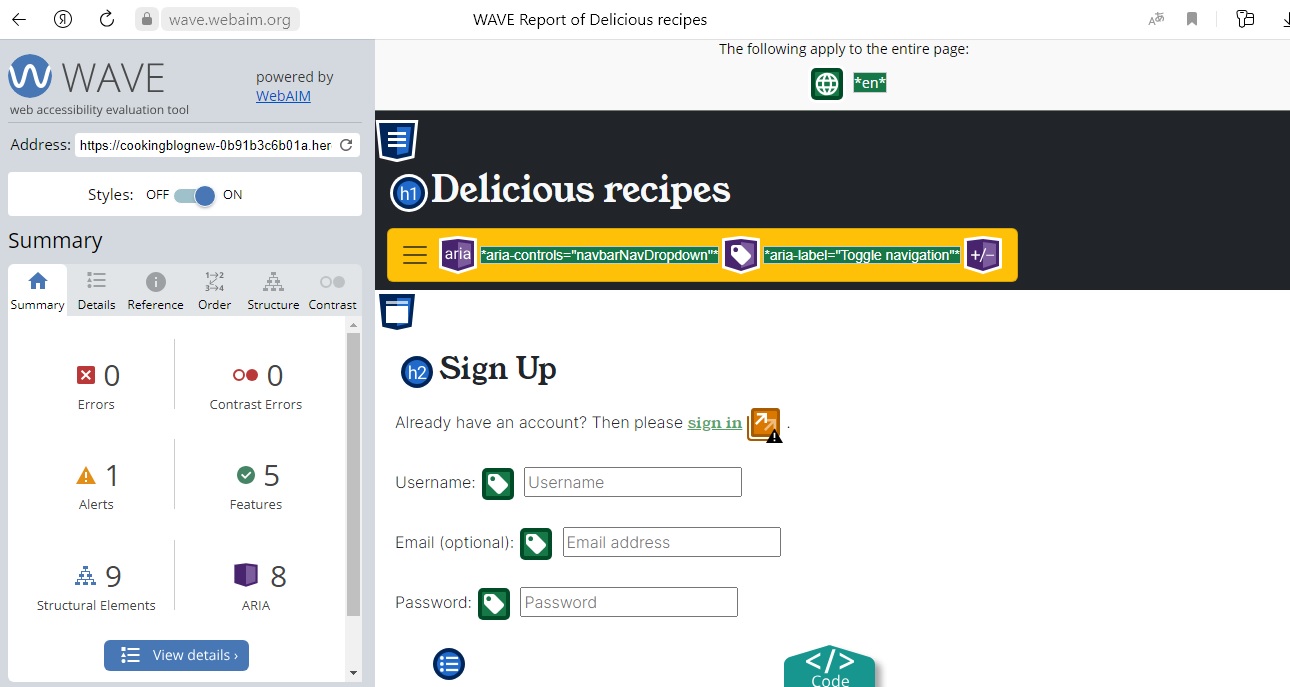 wave.webaim.org
WAVE Report of Delicious recipes
WAVE
powered by
WebAIM
web accessibility evaluation tool
Address: https://cookingblognew-0b91b3c6b01a.her
Styles: OFF ON
Summary
Summary Details Reference Order Structure Contrast
1→2
3→4
0
Errors
0
Contrast Errors
1
Alerts
5
Features
9
Structural Elements
8
ARIA
View details ›
The following apply to the entire page:
*en*
h1 Delicious recipes
aria *aria-controls="navbarNavDropdown"* *aria-label="Toggle navigation"* +/−
h2 Sign Up
Already have an account? Then please sign in .
Username: Username
Email (optional): Email address
Password: Password
</>
Code